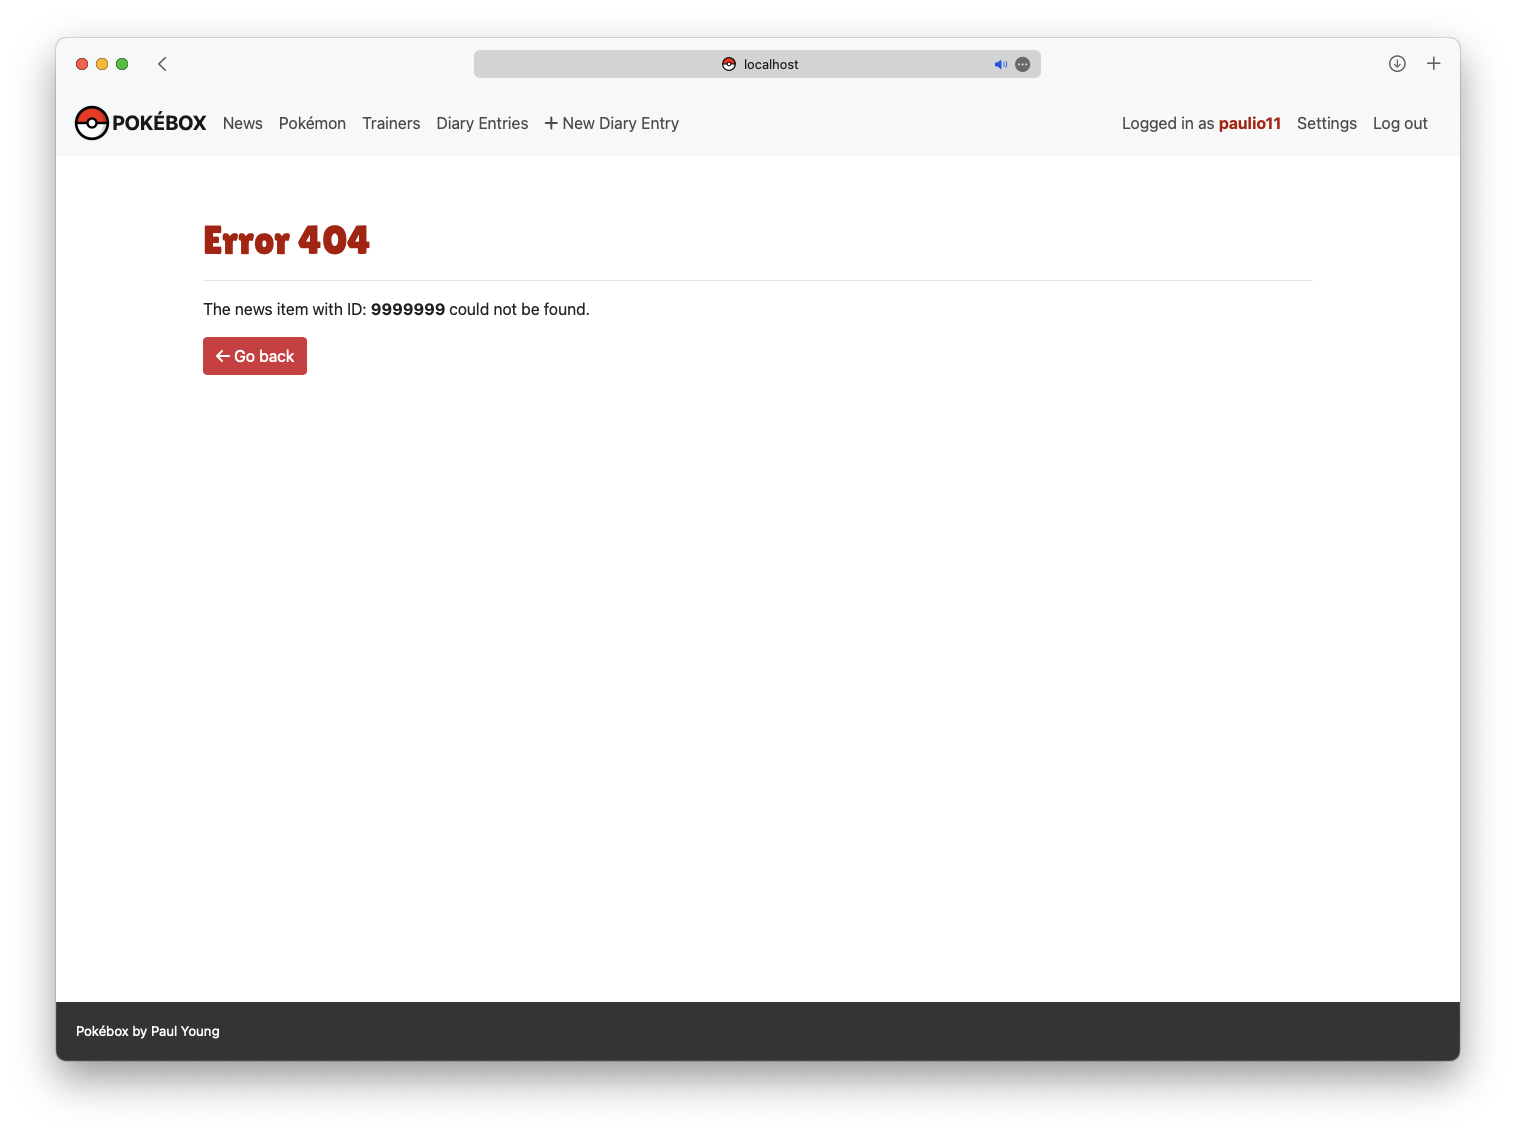 localhost
POKÉBOX News Pokémon Trainers Diary Entries + New Diary Entry Logged in as paulio11 Settings Log out
Error 404
The news item with ID: 9999999 could not be found.
← Go back
Pokébox by Paul Young